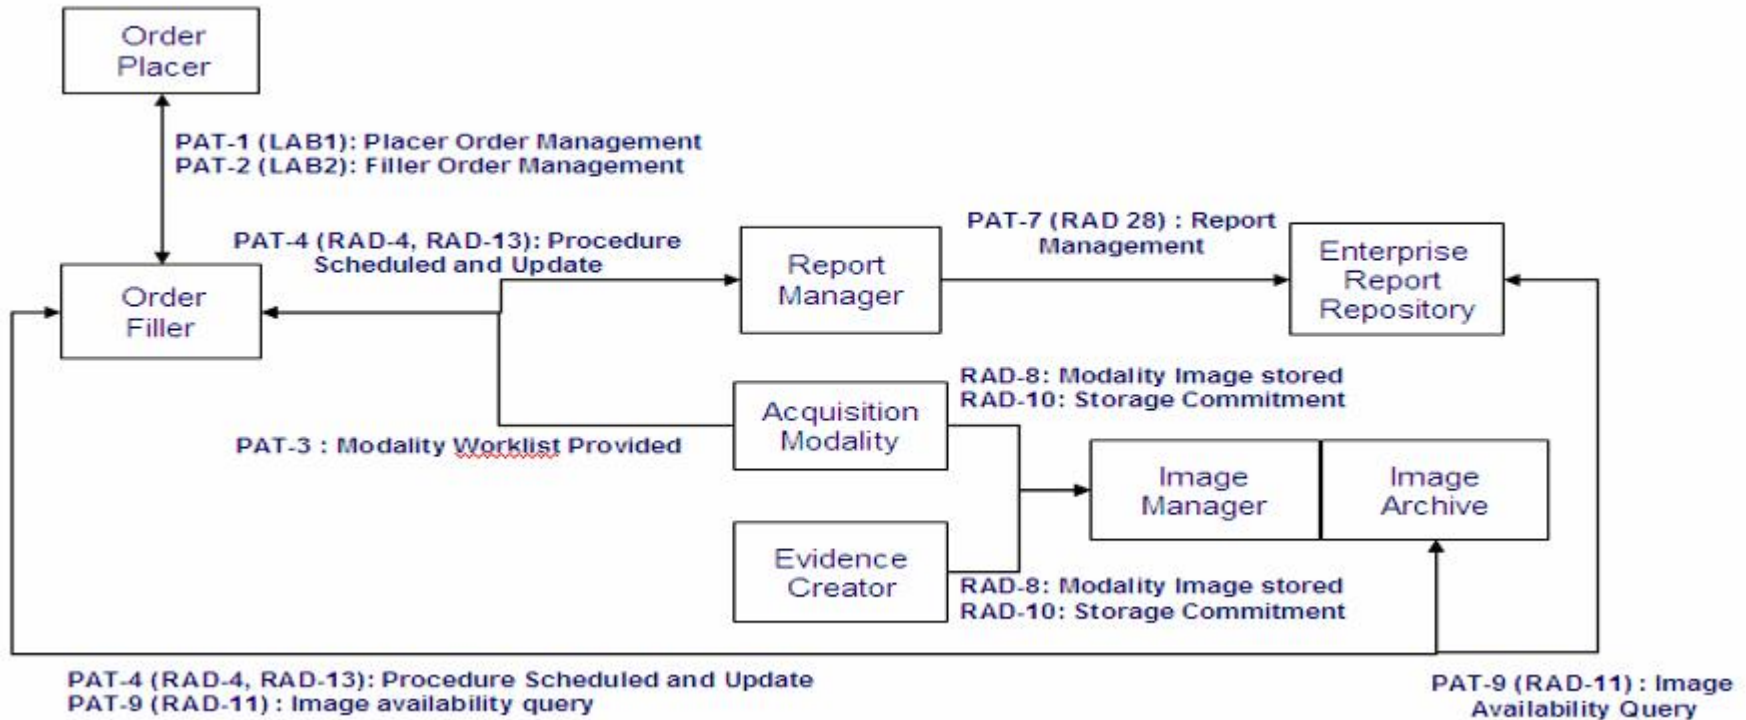 Order
Placer
PAT-1 (LAB1): Placer Order Management
PAT-2 (LAB2): Filler Order Management
PAT-4 (RAD-4, RAD-13): Procedure
Scheduled and Update
Order
Filler
Report
Manager
PAT-7 (RAD 28) : Report
Management
Enterprise
Report
Repository
PAT-3 : Modality Worklist Provided
Acquisition
Modality
RAD-8: Modality Image stored
RAD-10: Storage Commitment
Image
Manager
Image
Archive
Evidence
Creator
RAD-8: Modality Image stored
RAD-10: Storage Commitment
PAT-4 (RAD-4, RAD-13): Procedure Scheduled and Update
PAT-9 (RAD-11) : Image availability query
PAT-9 (RAD-11) : Image
Availability Query